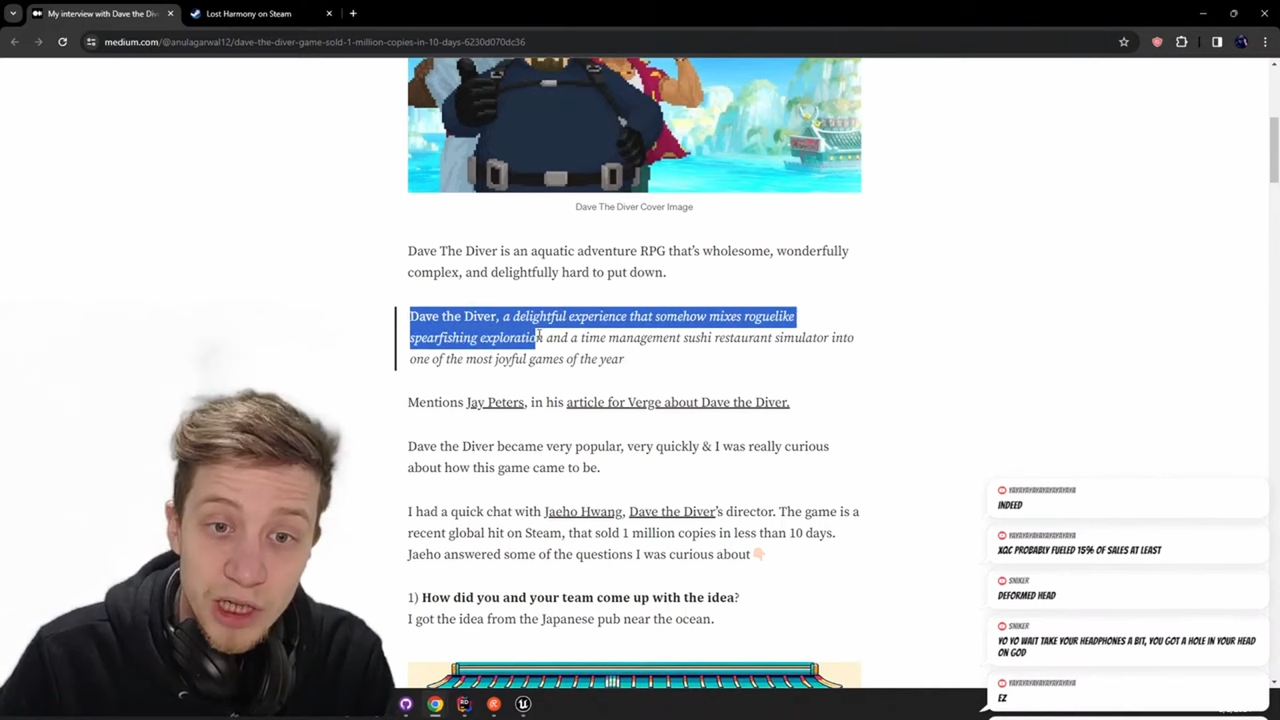 My interview with Dave the Div
Lost Harmony on Steam
medium.com/@anulagarwal12/dave-the-diver-game-sold-1-million-copies-in-10-days-6230d070dc36
Dave The Diver Cover Image
Dave The Diver is an aquatic adventure RPG that’s wholesome, wonderfully
complex, and delightfully hard to put down.
Dave the Diver, a delightful experience that somehow mixes roguelike
spearfishing exploration and a time management sushi restaurant simulator into
one of the most joyful games of the year
Mentions Jay Peters, in his article for Verge about Dave the Diver.
Dave the Diver became very popular, very quickly & I was really curious
about how this game came to be.
I had a quick chat with Jaeho Hwang, Dave the Diver’s director. The game is a
recent global hit on Steam, that sold 1 million copies in less than 10 days.
Jaeho answered some of the questions I was curious about👇🏻
1) How did you and your team come up with the idea?
I got the idea from the Japanese pub near the ocean.
INDEED
XQC PROBABLY FUELED 15% OF SALES AT LEAST
SNIKER
DEFORMED HEAD
SNIKER
YO YO WAIT TAKE YOUR HEADPHONES A BIT, YOU GOT A HOLE IN YOUR HEAD
ON GOD
EZ